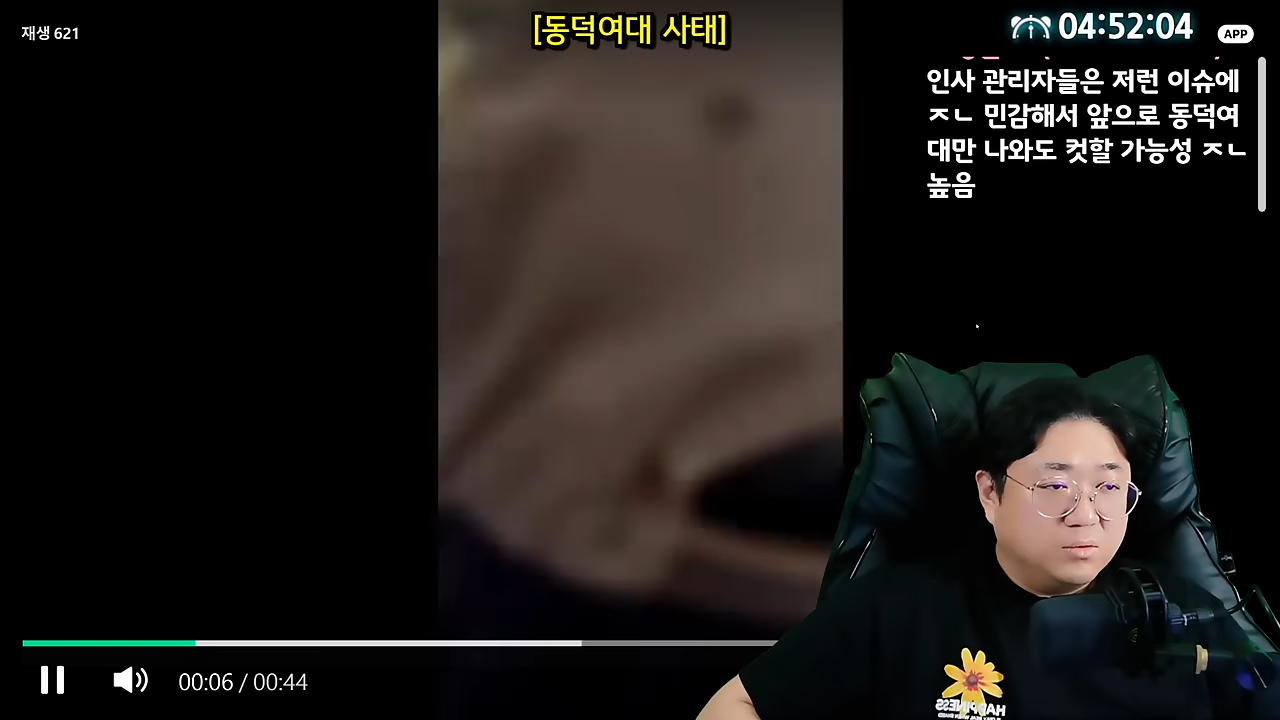 재생 621
[동덕여대 사태]
04:52:04
APP
인사 관리자들은 저런 이슈에
ㅈㄴ 민감해서 앞으로 동덕여
대만 나와도 컷할 가능성 ㅈㄴ
높음
00:06 / 00:44
HAPPINESS